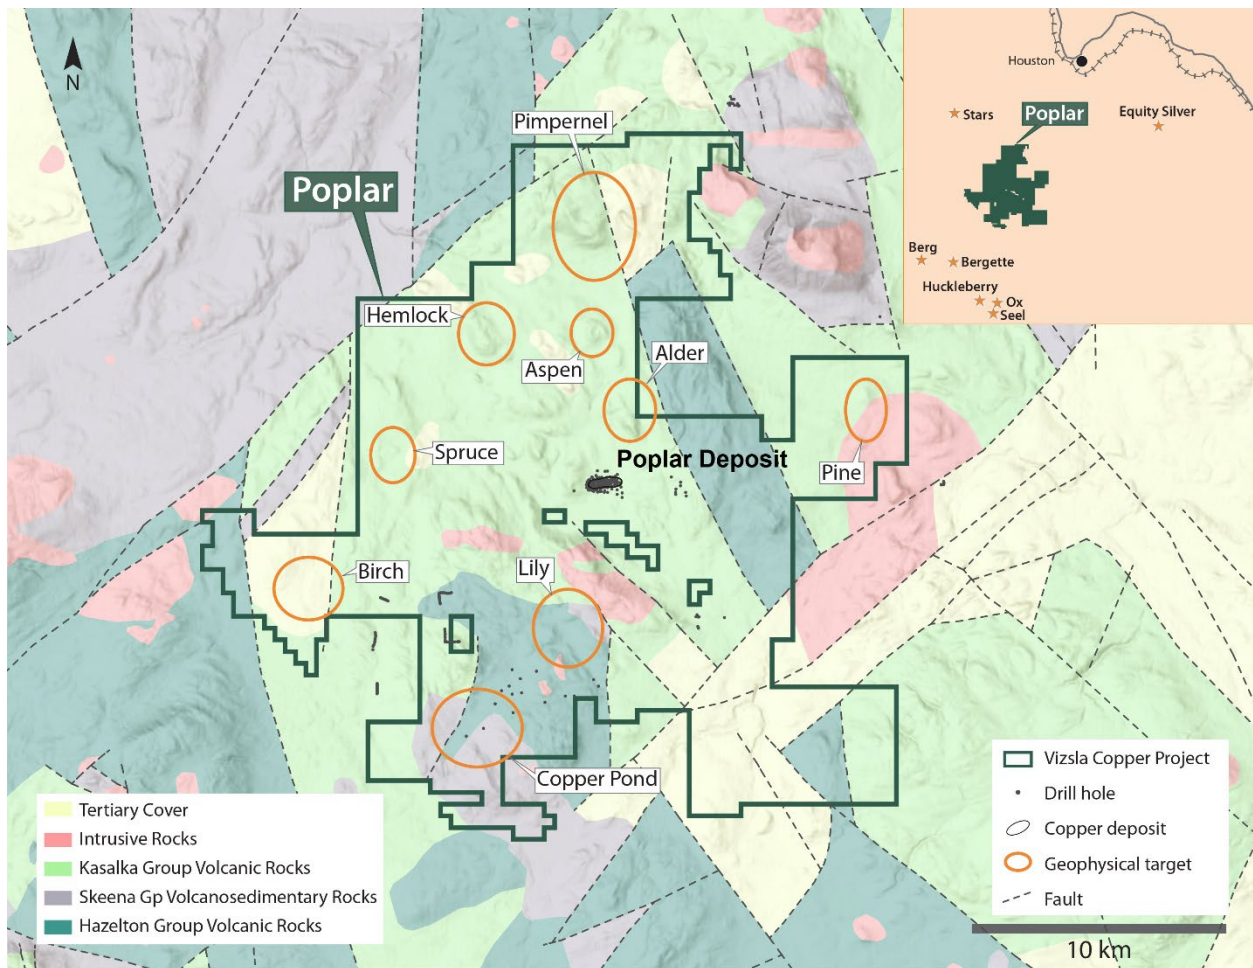 N
Pimpernel
Poplar
Hemlock
Aspen
Alder
Spruce
Poplar Deposit
Pine
Birch
Lily
Copper Pond
Houston
Stars
Poplar
Equity Silver
Berg
Bergette
Huckleberry
Ox
Seel
Tertiary Cover
Intrusive Rocks
Kasalka Group Volcanic Rocks
Skeena Gp Volcanosedimentary Rocks
Hazelton Group Volcanic Rocks
Vizsla Copper Project
Drill hole
Copper deposit
Geophysical target
Fault
10 km